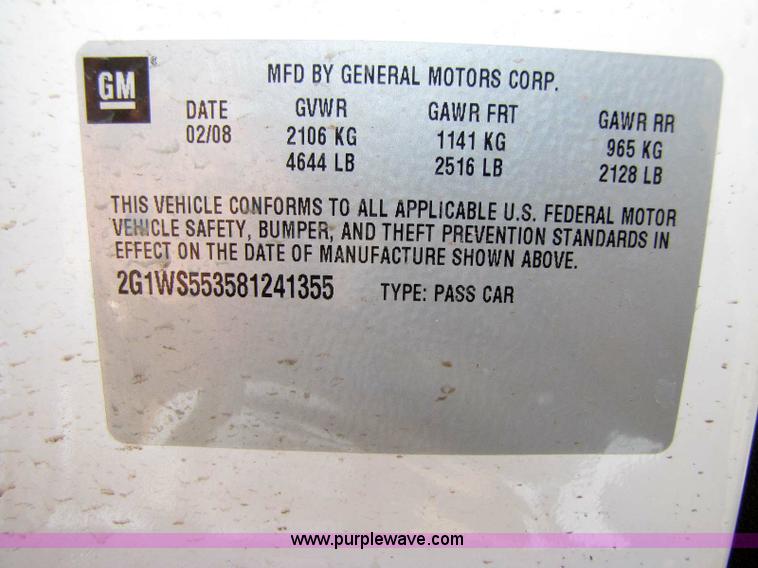 GM®
MFD BY GENERAL MOTORS CORP.
DATE GVWR GAWR FRT GAWR RR
02/08 2106 KG 1141 KG 965 KG
4644 LB 2516 LB 2128 LB
THIS VEHICLE CONFORMS TO ALL APPLICABLE U.S. FEDERAL MOTOR
VEHICLE SAFETY, BUMPER, AND THEFT PREVENTION STANDARDS IN
EFFECT ON THE DATE OF MANUFACTURE SHOWN ABOVE.
2G1WS553581241355 TYPE: PASS CAR
www.purplewave.com